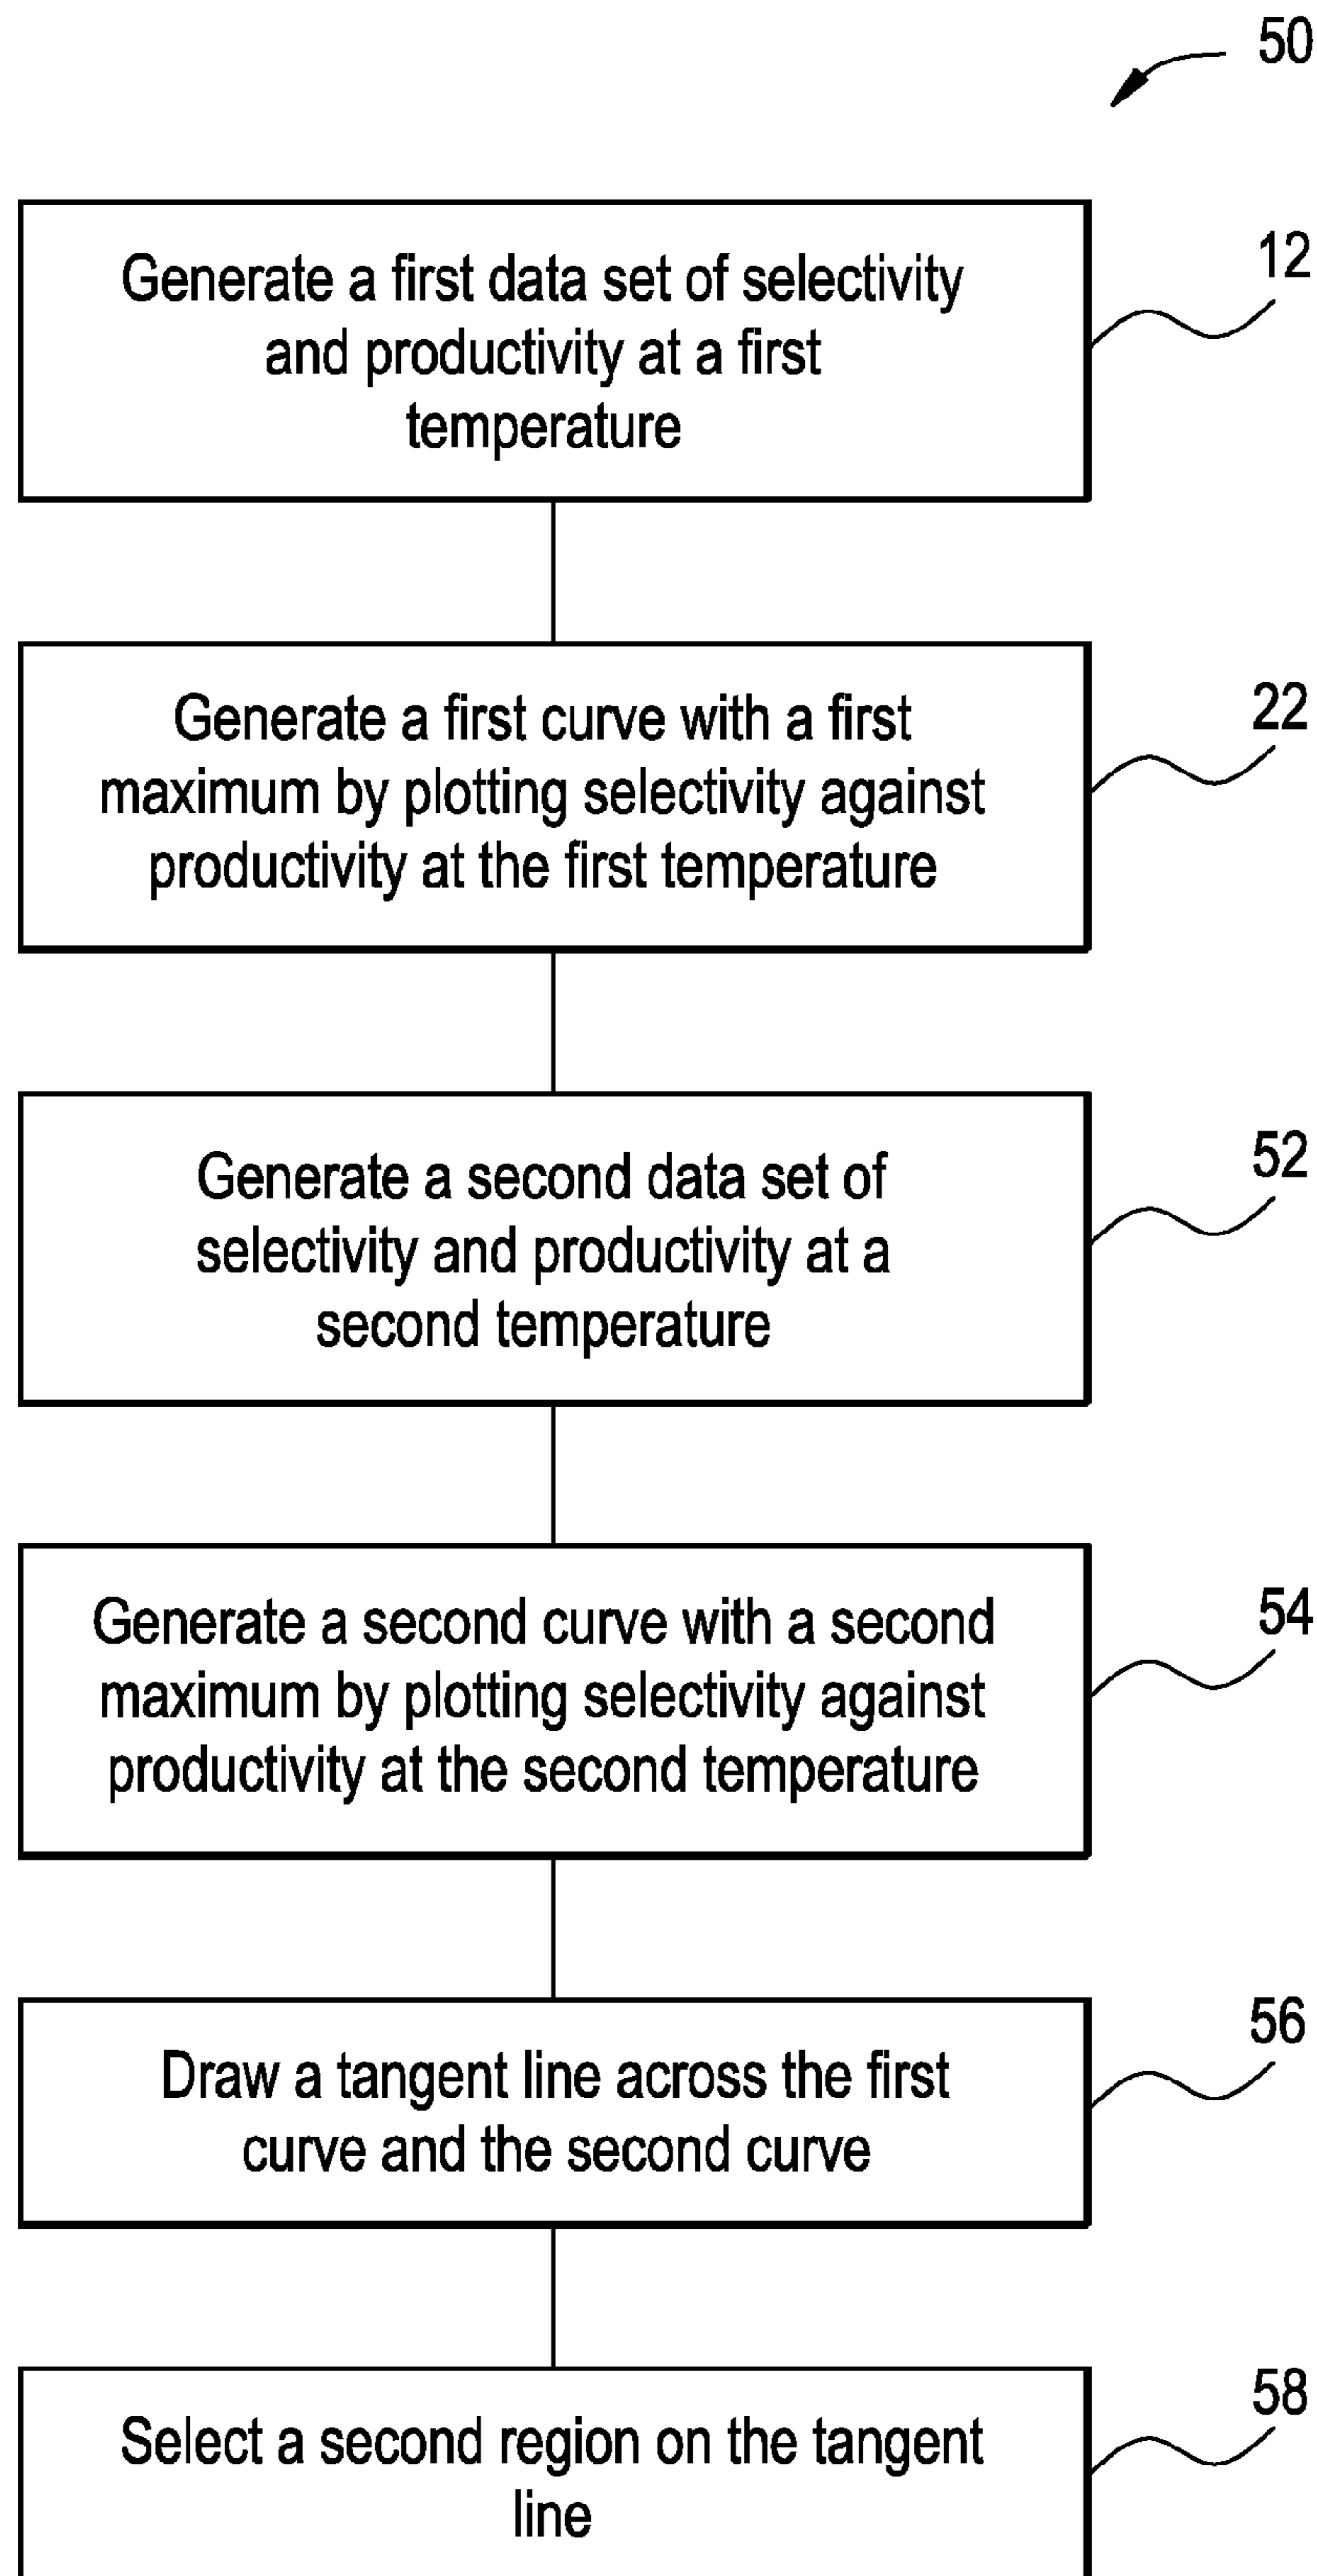 50
Generate a first data set of selectivity
and productivity at a first
temperature
12
Generate a first curve with a first
maximum by plotting selectivity against
productivity at the first temperature
22
Generate a second data set of
selectivity and productivity at a
second temperature
52
Generate a second curve with a second
maximum by plotting selectivity against
productivity at the second temperature
54
Draw a tangent line across the first
curve and the second curve
56
Select a second region on the tangent
line
58